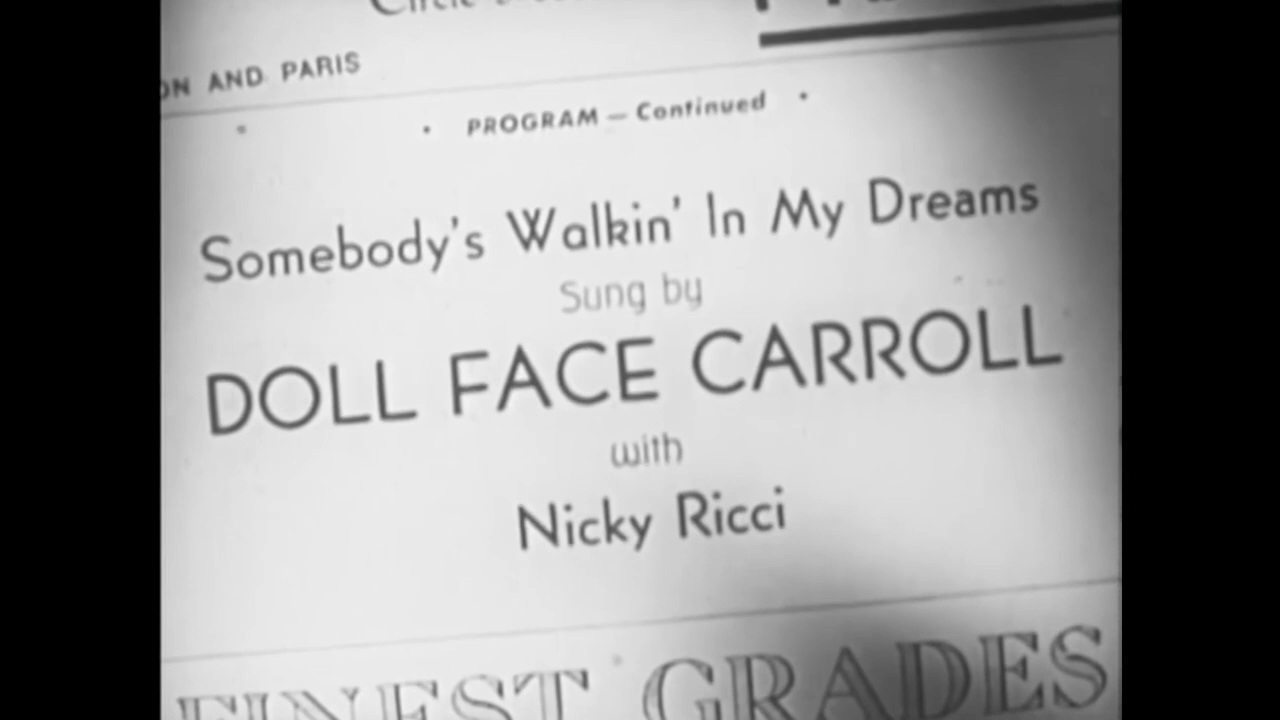 ON AND PARIS
• PROGRAM — Continued •
Somebody's Walkin' In My Dreams
Sung by
DOLL FACE CARROLL
with
Nicky Ricci
FINEST GRADES